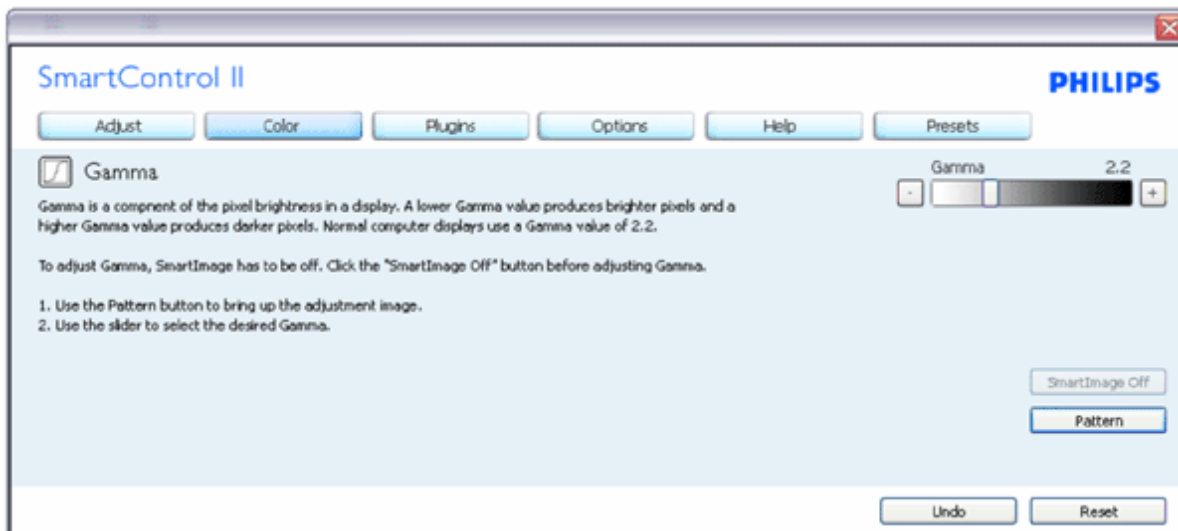 SmartControl II
PHILIPS
Adjust
Color
Plugins
Options
Help
Presets
Gamma
Gamma 2.2
- +
Gamma is a compnent of the pixel brightness in a display. A lower Gamma value produces brighter pixels and a
higher Gamma value produces darker pixels. Normal computer displays use a Gamma value of 2.2.
To adjust Gamma, SmartImage has to be off. Click the "SmartImage Off" button before adjusting Gamma.
1. Use the Pattern button to bring up the adjustment image.
2. Use the slider to select the desired Gamma.
SmartImage Off
Pattern
Undo
Reset